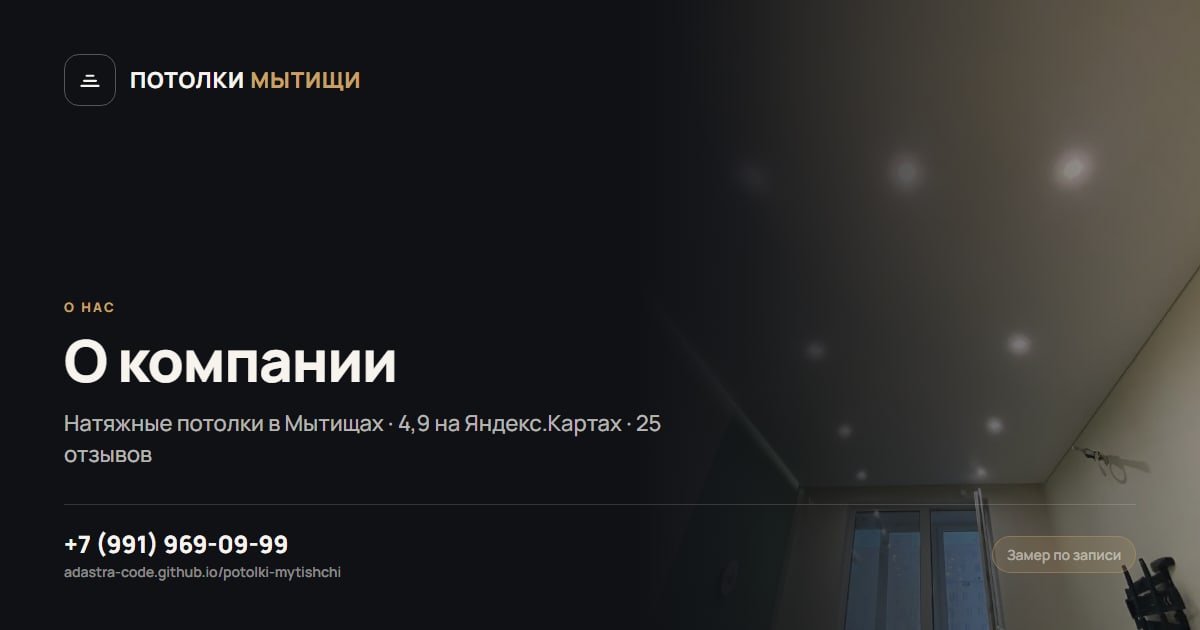 ПОТОЛКИ МЫТИЩИ
О НАС
О компании
Натяжные потолки в Мытищах · 4,9 на Яндекс.Картах · 25
отзывов
+7 (991) 969-09-99
adastra-code.github.io/potolki-mytishchi
Замер по записи